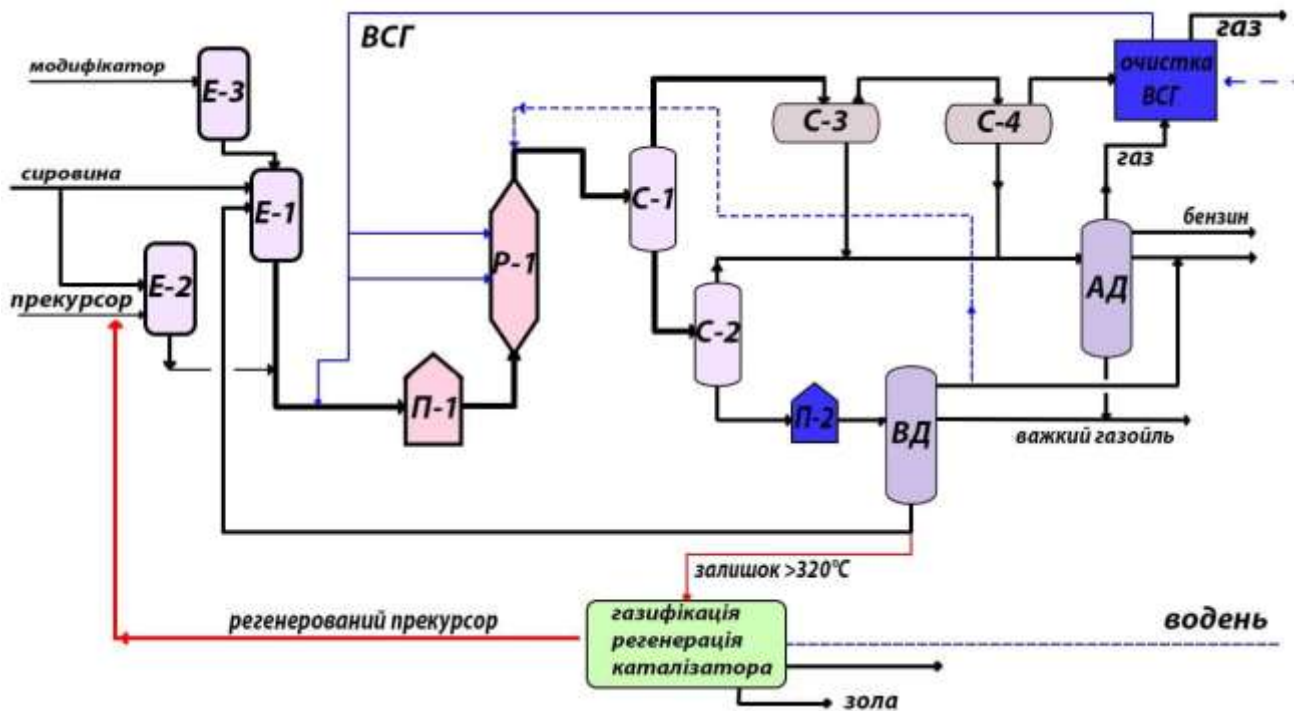 ВСГ
газ
модифікатор
Е-3
очистка
ВСГ
С-3
С-4
газ
сировина
Е-1
С-1
бензин
Р-1
Е-2
АД
прекурсор
С-2
П-1
П-2
ВД
важкий газойль
залишок >320°С
газифікація
регенерація
каталізатора
регенерований прекурсор
водень
зола